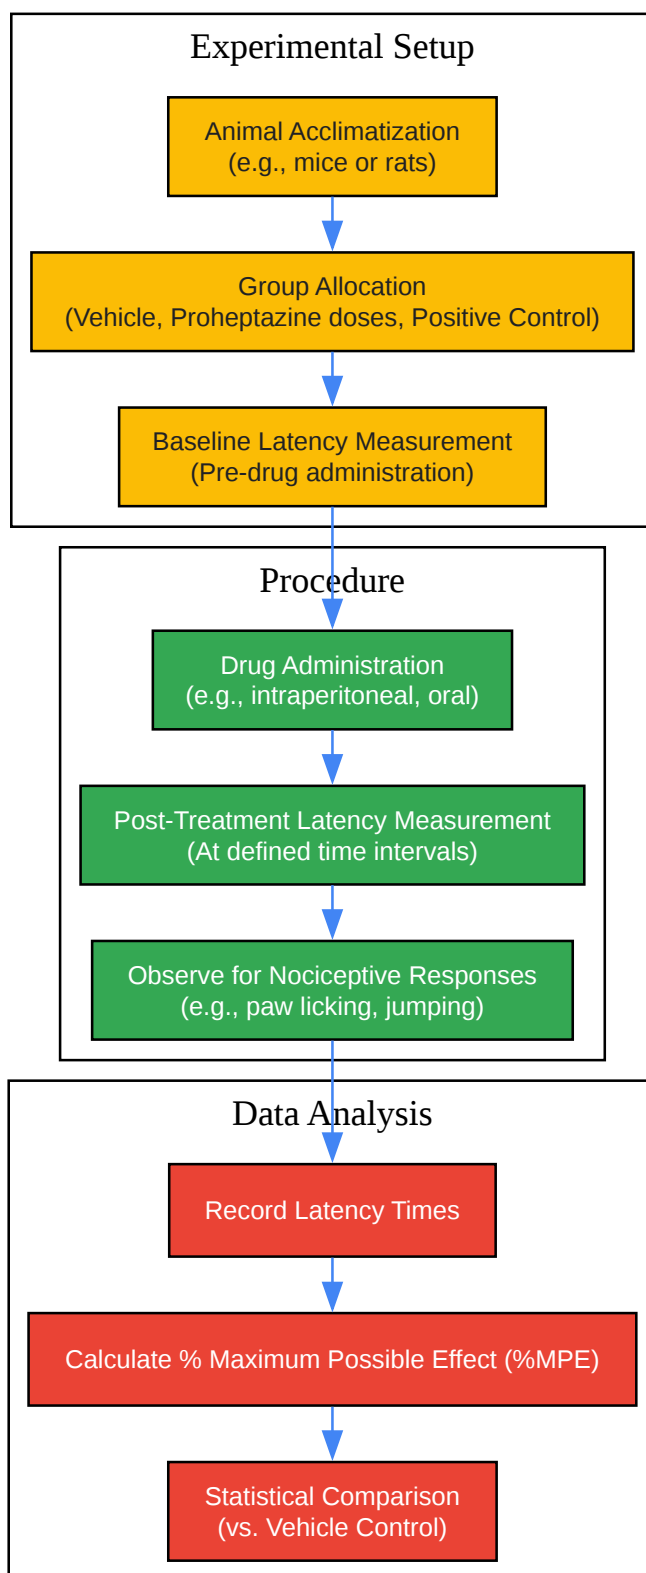 Experimental Setup
Animal Acclimatization
(e.g., mice or rats)
Group Allocation
(Vehicle, Proheptazine doses, Positive Control)
Baseline Latency Measurement
(Pre-drug administration)
Procedure
Drug Administration
(e.g., intraperitoneal, oral)
Post-Treatment Latency Measurement
(At defined time intervals)
Observe for Nociceptive Responses
(e.g., paw licking, jumping)
Data Analysis
Record Latency Times
Calculate % Maximum Possible Effect (%MPE)
Statistical Comparison
(vs. Vehicle Control)